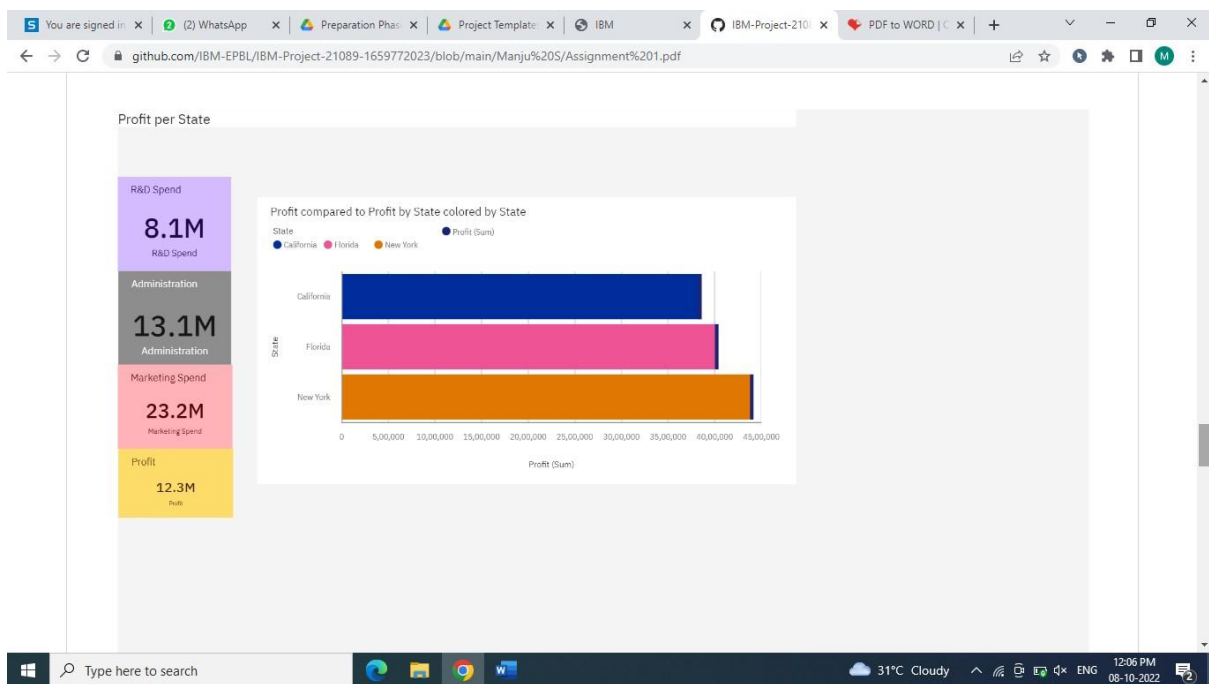 You are signed in
(2) WhatsApp
Preparation Phas
Project Template
IBM
IBM-Project-210
PDF to WORD | C
github.com/IBM-EPBL/IBM-Project-21089-1659772023/blob/main/Manju%20S/Assignment%201.pdf
M
Profit per State
R&D Spend
8.1M
R&D Spend
Administration
13.1M
Administration
Marketing Spend
23.2M
Marketing Spend
Profit
12.3M
Profit
Profit compared to Profit by State colored by State
State
Profit (Sum)
California Florida New York
State
California
Florida
New York
0 5,00,000 10,00,000 15,00,000 20,00,000 25,00,000 30,00,000 35,00,000 40,00,000 45,00,000
Profit (Sum)
Type here to search
31°C Cloudy
ENG
12:06 PM
08-10-2022
2